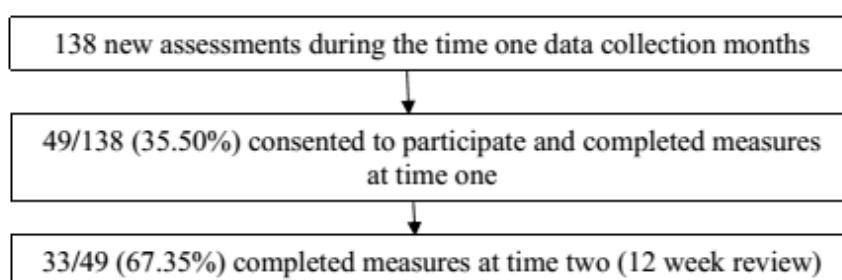 138 new assessments during the time one data collection months
49/138 (35.50%) consented to participate and completed measures
at time one
33/49 (67.35%) completed measures at time two (12 week review)